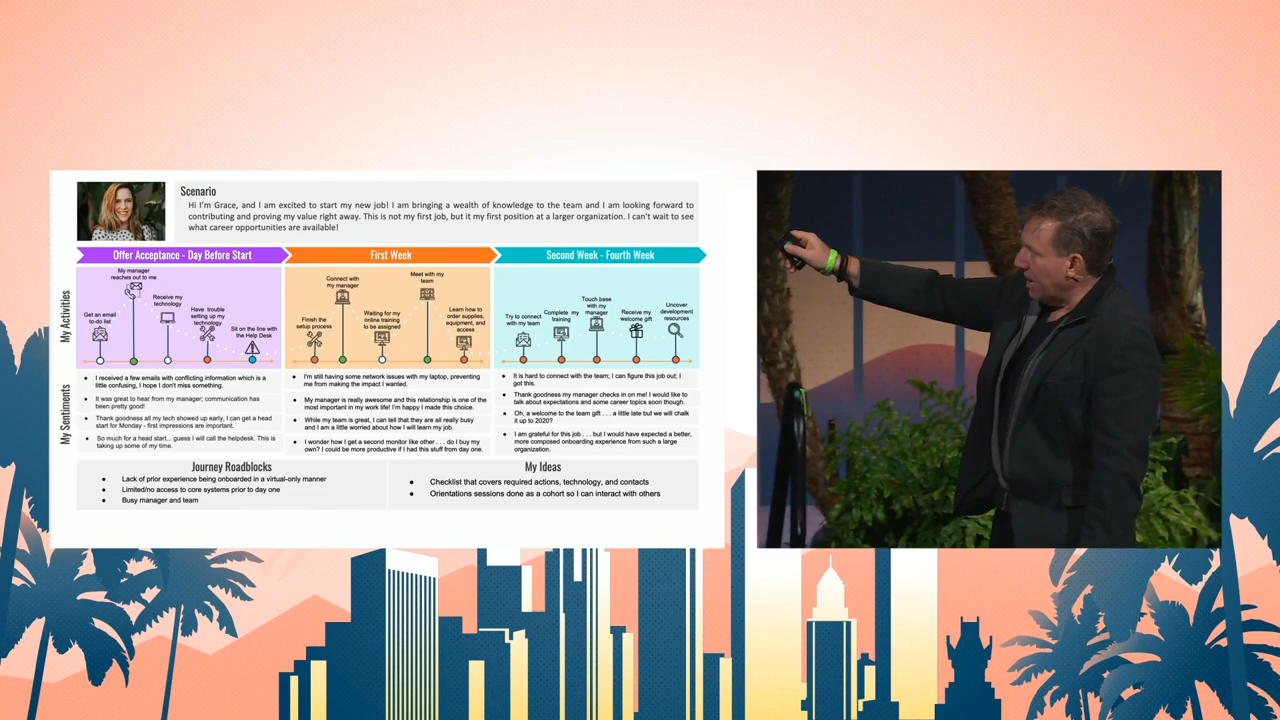 Scenario
Hi I'm Grace, and I am excited to start my new job! I am bringing a wealth of knowledge to the team and I am looking forward to
contributing and proving my value right away. This is not my first job, but it my first position at a larger organization. I can't wait to see
what career opportunities are available!
Offer Acceptance - Day Before Start
First Week
Second Week - Fourth Week
My Activities
My manager
reaches out to me
Get an email
to-do list
Receive my
technology
Have trouble
setting up my
technology
Sit on the line with
the Help Desk
Finish the
setup process
Connect with
my manager
Waiting for my
online training
to be assigned
Meet with my
team
Learn how to
order supplies,
equipment, and
access
Try to connect
with my team
Complete my
training
Touch base
with my
manager
Receive my
welcome gift
Uncover
development
resources
My Sentiments
I received a few emails with conflicting information which is a
little confusing, I hope I don't miss something.
It was great to hear from my manager; communication has
been pretty good!
Thank goodness all my tech showed up early, I can get a head
start for Monday - first impressions are important.
So much for a head start... guess I will call the helpdesk. This is
taking up some of my time.
I'm still having some network issues with my laptop, preventing
me from making the impact I wanted.
My manager is really awesome and this relationship is one of the
most important in my work life! I'm happy I made this choice.
While my team is great, I can tell that they are all really busy
and I am a little worried about how I will learn my job.
I wonder how I get a second monitor like other . . . do I buy my
own? I could be more productive if I had this stuff from day one.
It is hard to connect with the team; I can figure this job out; I
got this.
Thank goodness my manager checks in on me! I would like to
talk about expectations and some career topics soon though.
Oh, a welcome to the team gift . . . a little late but we will chalk
it up to 2020?
I am grateful for this job . . . but I would have expected a better,
more composed onboarding experience from such a large
organization.
Journey Roadblocks
Lack of prior experience being onboarded in a virtual-only manner
Limited/no access to core systems prior to day one
Busy manager and team
My Ideas
Checklist that covers required actions, technology, and contacts
Orientations sessions done as a cohort so I can interact with others